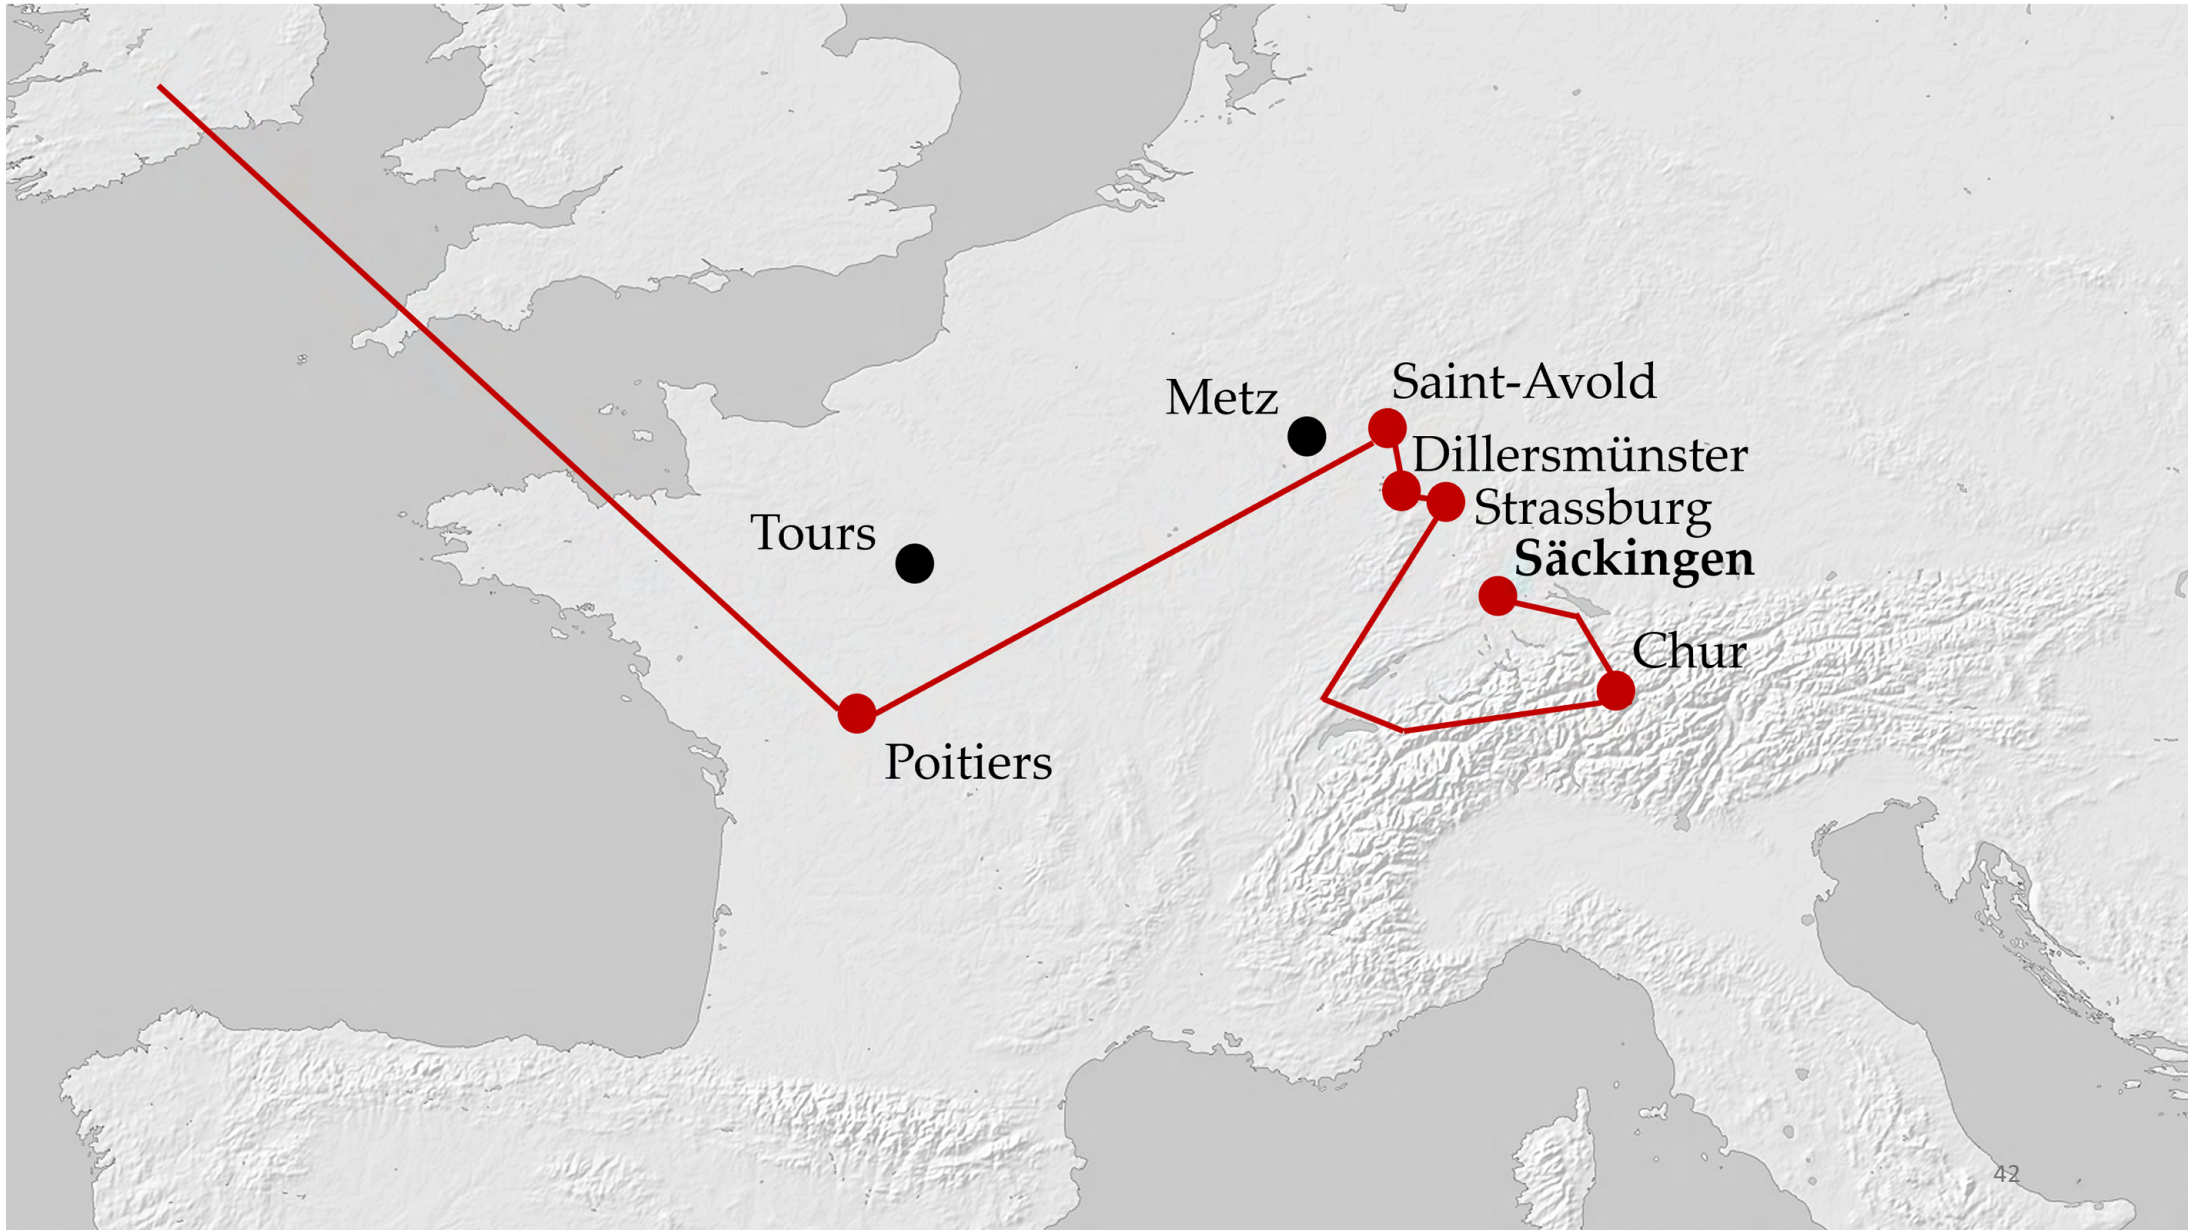 Saint-Avold
Metz
Dillersmünster
Strassburg
Tours
Säckingen
Chur
Poitiers
42